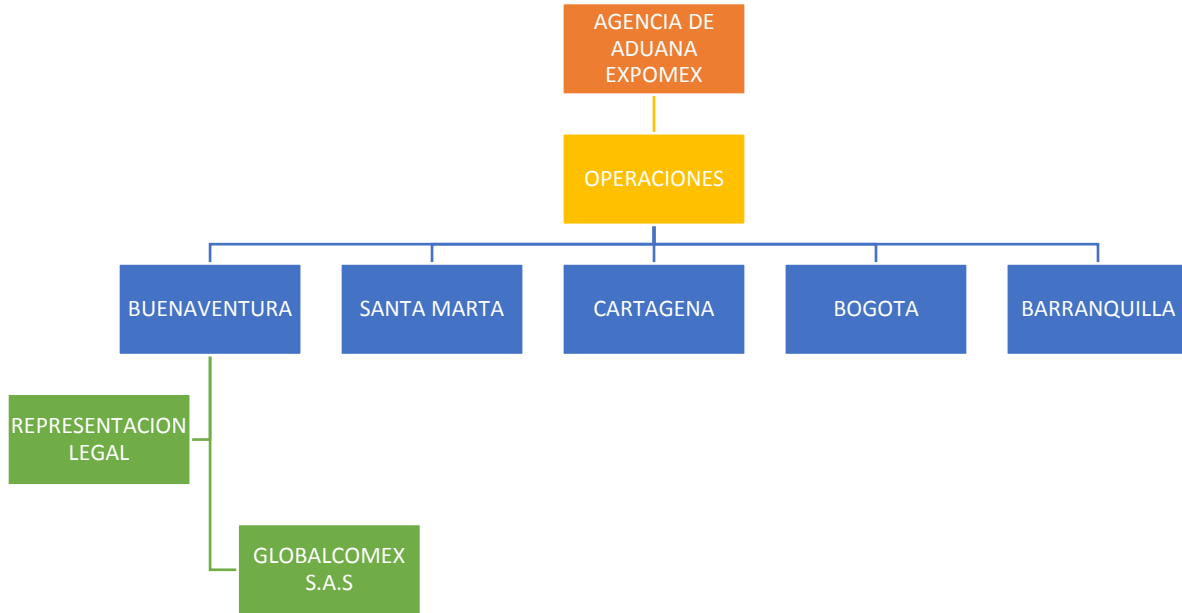 AGENCIA DE
ADUANA
EXPOMEX
OPERACIONES
BUENAVENTURA
SANTA MARTA
CARTAGENA
BOGOTA
BARRANQUILLA
REPRESENTACION
LEGAL
GLOBALCOMEX
S.A.S